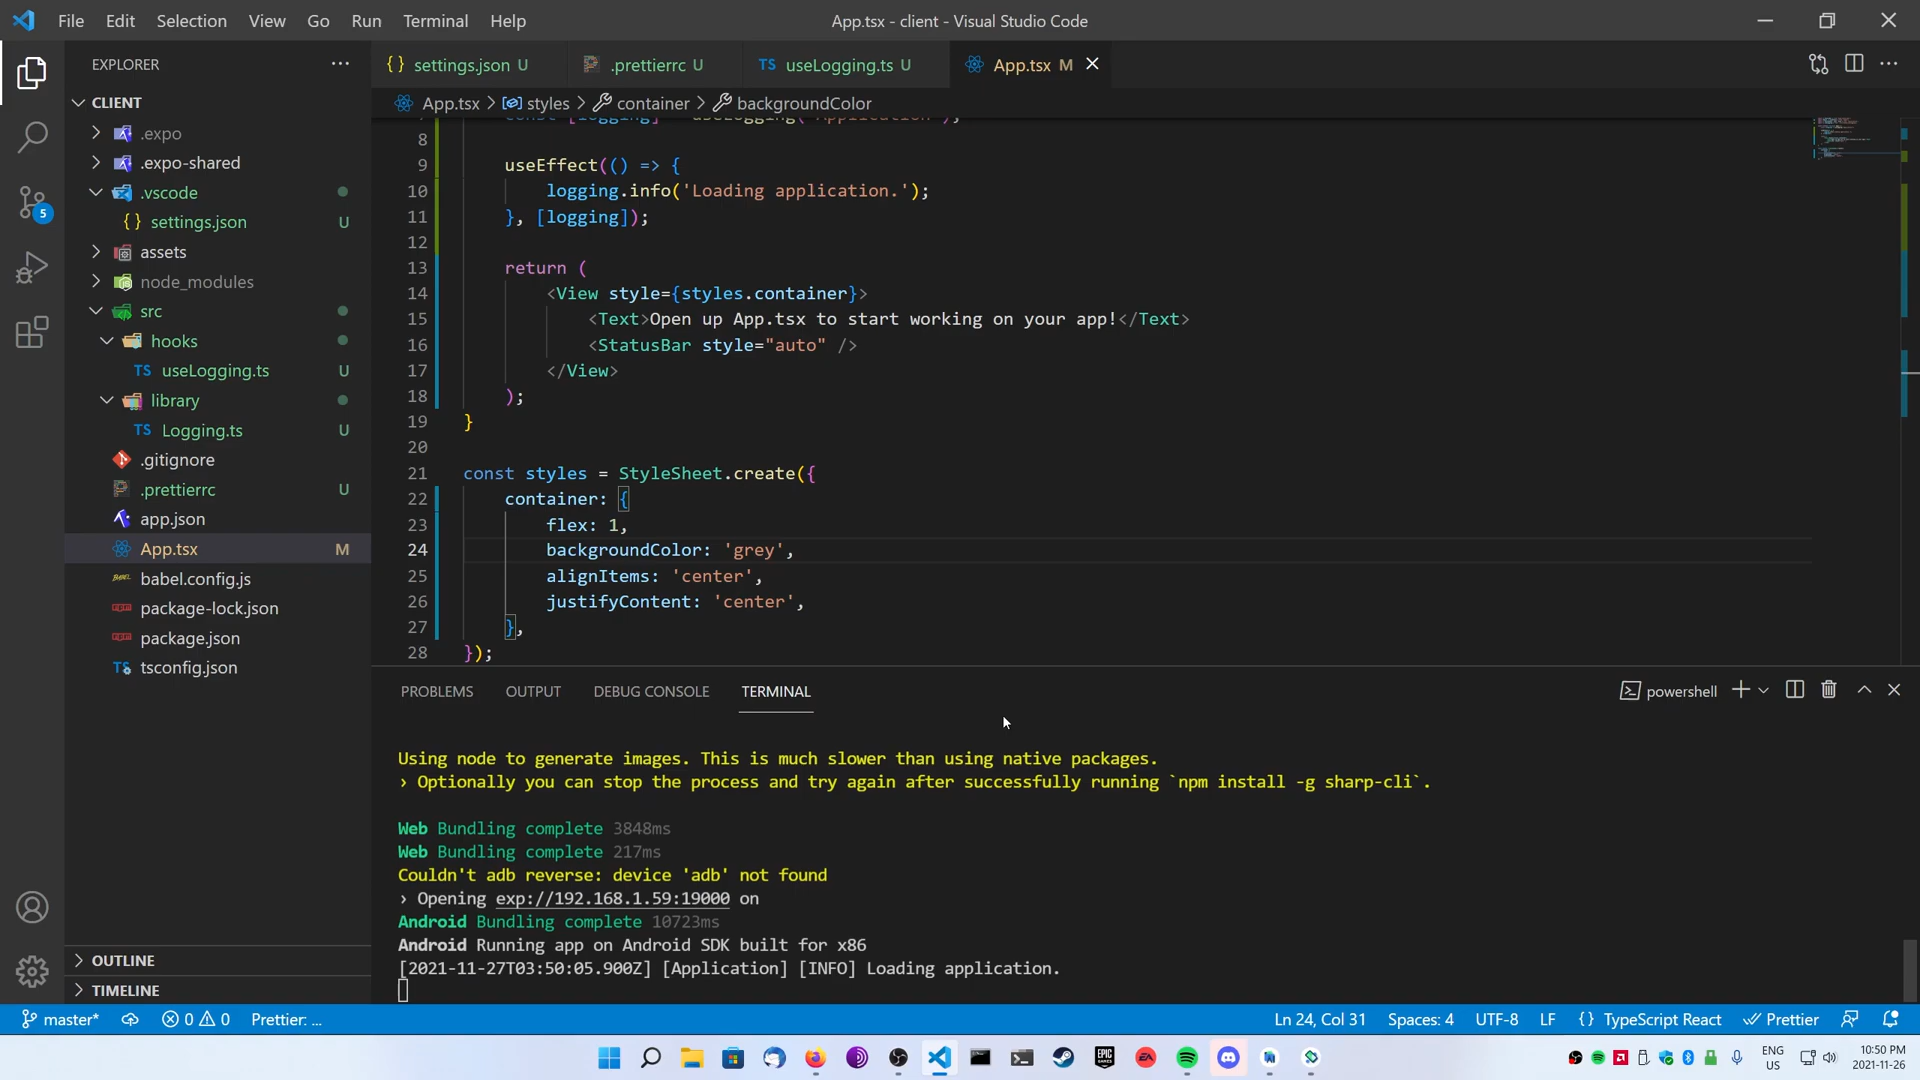 File Edit Selection View Go Run Terminal Help
App.tsx - client - Visual Studio Code
EXPLORER
CLIENT
.expo
.expo-shared
.vscode
settings.json U
assets
node_modules
src
hooks
TS useLogging.ts U
library
TS Logging.ts U
.gitignore
.prettierrc U
app.json
App.tsx M
babel.config.js
package-lock.json
package.json
TS tsconfig.json
OUTLINE
TIMELINE
5
{} settings.json U
.prettierrc U
TS useLogging.ts U
App.tsx M
App.tsx > styles > container > backgroundColor
8
9 useEffect(() => {
10 logging.info('Loading application.');
11 }, [logging]);
12
13 return (
14 <View style={styles.container}>
15 <Text>Open up App.tsx to start working on your app!</Text>
16 <StatusBar style="auto" />
17 </View>
18 );
19 }
20
21 const styles = StyleSheet.create({
22 container: {
23 flex: 1,
24 backgroundColor: 'grey',
25 alignItems: 'center',
26 justifyContent: 'center',
27 },
28 });
PROBLEMS OUTPUT DEBUG CONSOLE TERMINAL
powershell
Using node to generate images. This is much slower than using native packages.
› Optionally you can stop the process and try again after successfully running `npm install -g sharp-cli`.
Web Bundling complete 3848ms
Web Bundling complete 217ms
Couldn't adb reverse: device 'adb' not found
› Opening exp://192.168.1.59:19000 on
Android Bundling complete 10723ms
Android Running app on Android SDK built for x86
[2021-11-27T03:50:05.900Z] [Application] [INFO] Loading application.
master* 0 0 Prettier: ...
Ln 24, Col 31 Spaces: 4 UTF-8 LF {} TypeScript React Prettier
EPIC GAMES
EA
ENG
US
10:50 PM
2021-11-26